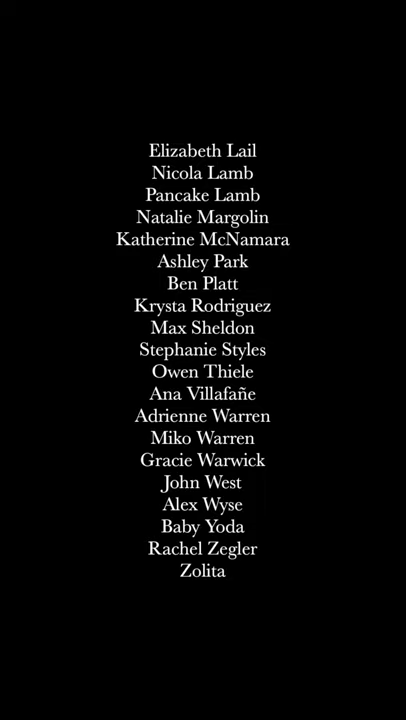 Elizabeth Lail
Nicola Lamb
Pancake Lamb
Natalie Margolin
Katherine McNamara
Ashley Park
Ben Platt
Krysta Rodriguez
Max Sheldon
Stephanie Styles
Owen Thiele
Ana Villafañe
Adrienne Warren
Miko Warren
Gracie Warwick
John West
Alex Wyse
Baby Yoda
Rachel Zegler
Zolita